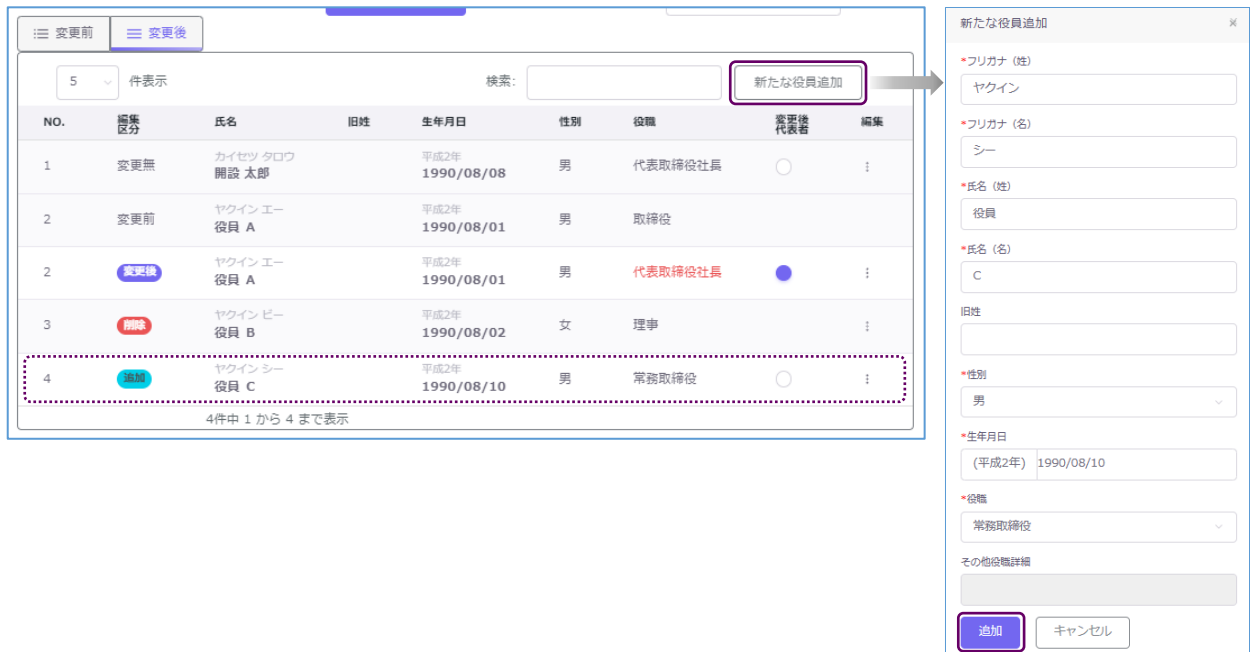 変更前 変更後
5 件表示 検索: 新たな役員追加
NO. 編集区分 氏名 旧姓 生年月日 性別 役職 変更後代表者 編集
カイセツ タロウ 平成2年
1 変更無 開設 太郎 1990/08/08 男 代表取締役社長
ヤクイン エー 平成2年
2 変更前 役員 A 1990/08/01 男 取締役
ヤクイン エー 平成2年
2 変更後 役員 A 1990/08/01 男 代表取締役社長
ヤクイン ビー 平成2年
3 削除 役員 B 1990/08/02 女 理事
ヤクイン シー 平成2年
4 追加 役員 C 1990/08/10 男 常務取締役
4件中 1 から 4 まで表示
新たな役員追加
*フリガナ（姓）
ヤクイン
*フリガナ（名）
シー
*氏名（姓）
役員
*氏名（名）
C
旧姓
*性別
男
*生年月日
(平成2年) 1990/08/10
*役職
常務取締役
その他役職詳細
追加 キャンセル